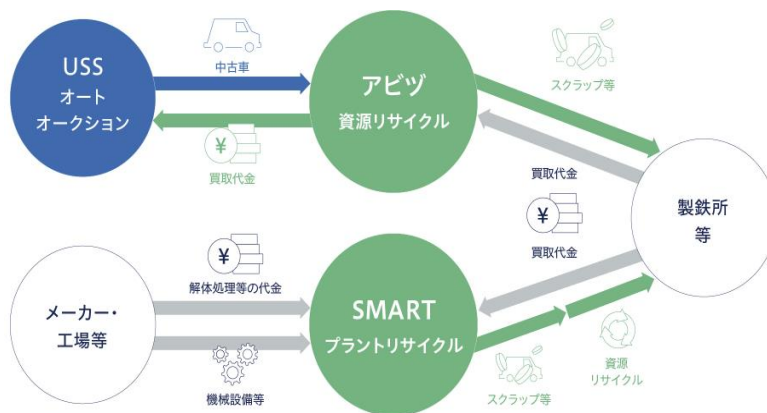 USS
オート
オークション
中古車
¥
買取代金
アビヅ
資源リサイクル
スクラップ等
買取代金
¥
買取代金
製鉄所
等
メーカー・
工場等
¥
解体処理等の代金
機械設備等
SMART
プラントリサイクル
スクラップ等
資源
リサイクル